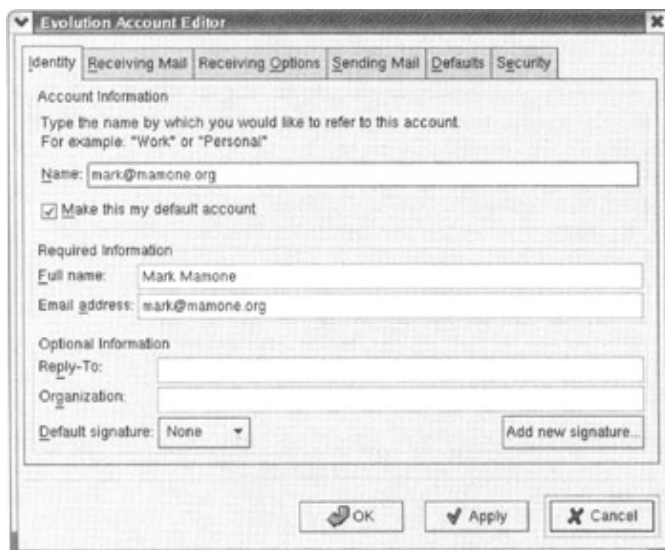 Evolution Account Editor
Identity Receiving Mail Receiving Options Sending Mail Defaults Security
Account Information
Type the name by which you would like to refer to this account.
For example: "Work" or "Personal"
Name: mark@mamone.org
Make this my default account
Required Information
Full name: Mark Mamone
Email address: mark@mamone.org
Optional Information
Reply-To:
Organization:
Default signature: None Add new signature...
OK Apply Cancel